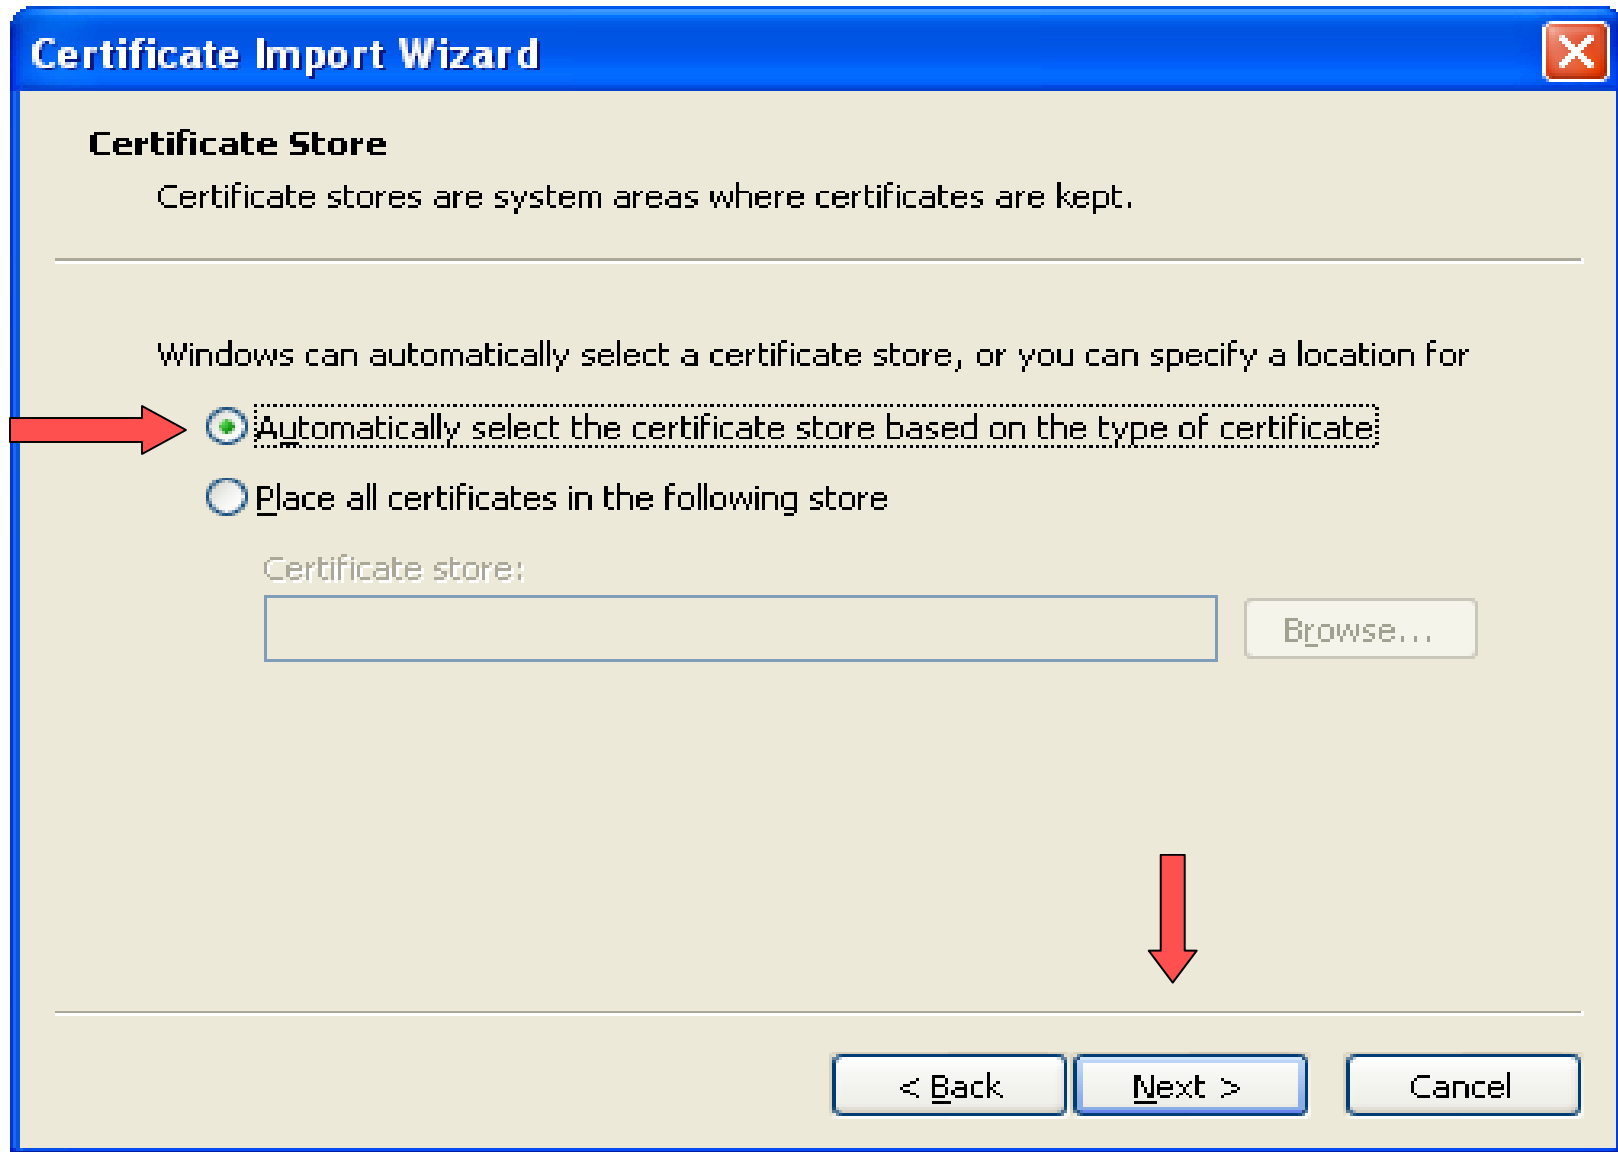 Certificate Import Wizard
Certificate Store
Certificate stores are system areas where certificates are kept.
Windows can automatically select a certificate store, or you can specify a location for
Automatically select the certificate store based on the type of certificate
Place all certificates in the following store
Certificate store:
Browse...
< Back
Next >
Cancel